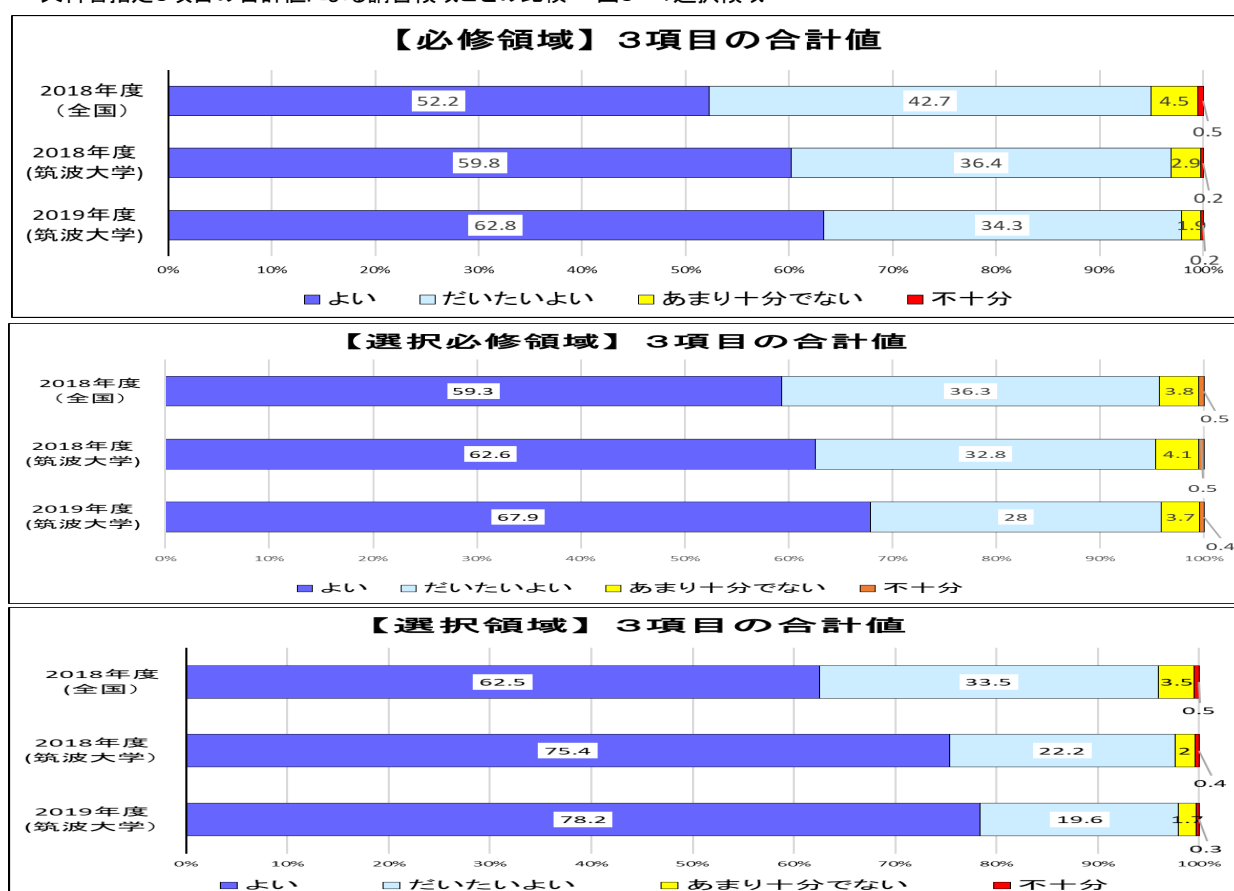 【必修領域】３項目の合計値
2018年度
（全国）
52.2 42.7 4.5 0.5
2018年度
(筑波大学)
59.8 36.4 2.9 0.2
2019年度
(筑波大学)
62.8 34.3 1.9 0.2
0% 10% 20% 30% 40% 50% 60% 70% 80% 90% 100%
よい だいたいよい あまり十分でない 不十分
【選択必修領域】３項目の合計値
2018年度
（全国）
59.3 36.3 3.8 0.5
2018年度
(筑波大学)
62.6 32.8 4.1 0.5
2019年度
(筑波大学)
67.9 28 3.7 0.4
0% 10% 20% 30% 40% 50% 60% 70% 80% 90% 100%
よい だいたいよい あまり十分でない 不十分
【選択領域】３項目の合計値
2018年度
(全国)
62.5 33.5 3.5 0.5
2018年度
(筑波大学)
75.4 22.2 2 0.4
2019年度
(筑波大学)
78.2 19.6 1.7 0.3
0% 10% 20% 30% 40% 50% 60% 70% 80% 90% 100%
よい だいたいよい あまり十分でない 不十分